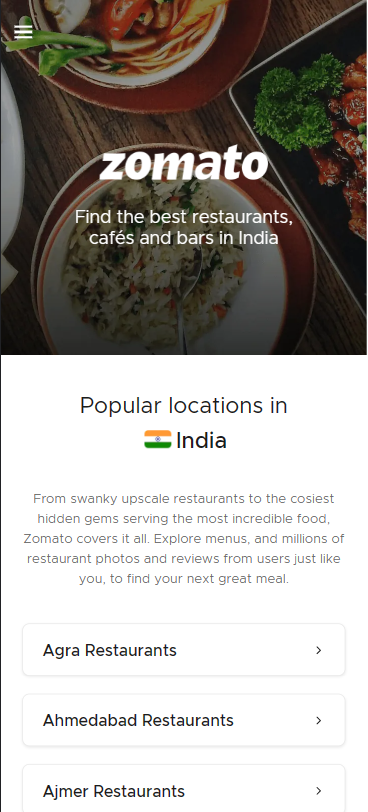 zomato
Find the best restaurants,
cafés and bars in India
Popular locations in
India
From swanky upscale restaurants to the cosiest
hidden gems serving the most incredible food,
Zomato covers it all. Explore menus, and millions of
restaurant photos and reviews from users just like
you, to find your next great meal.
Agra Restaurants
Ahmedabad Restaurants
Ajmer Restaurants